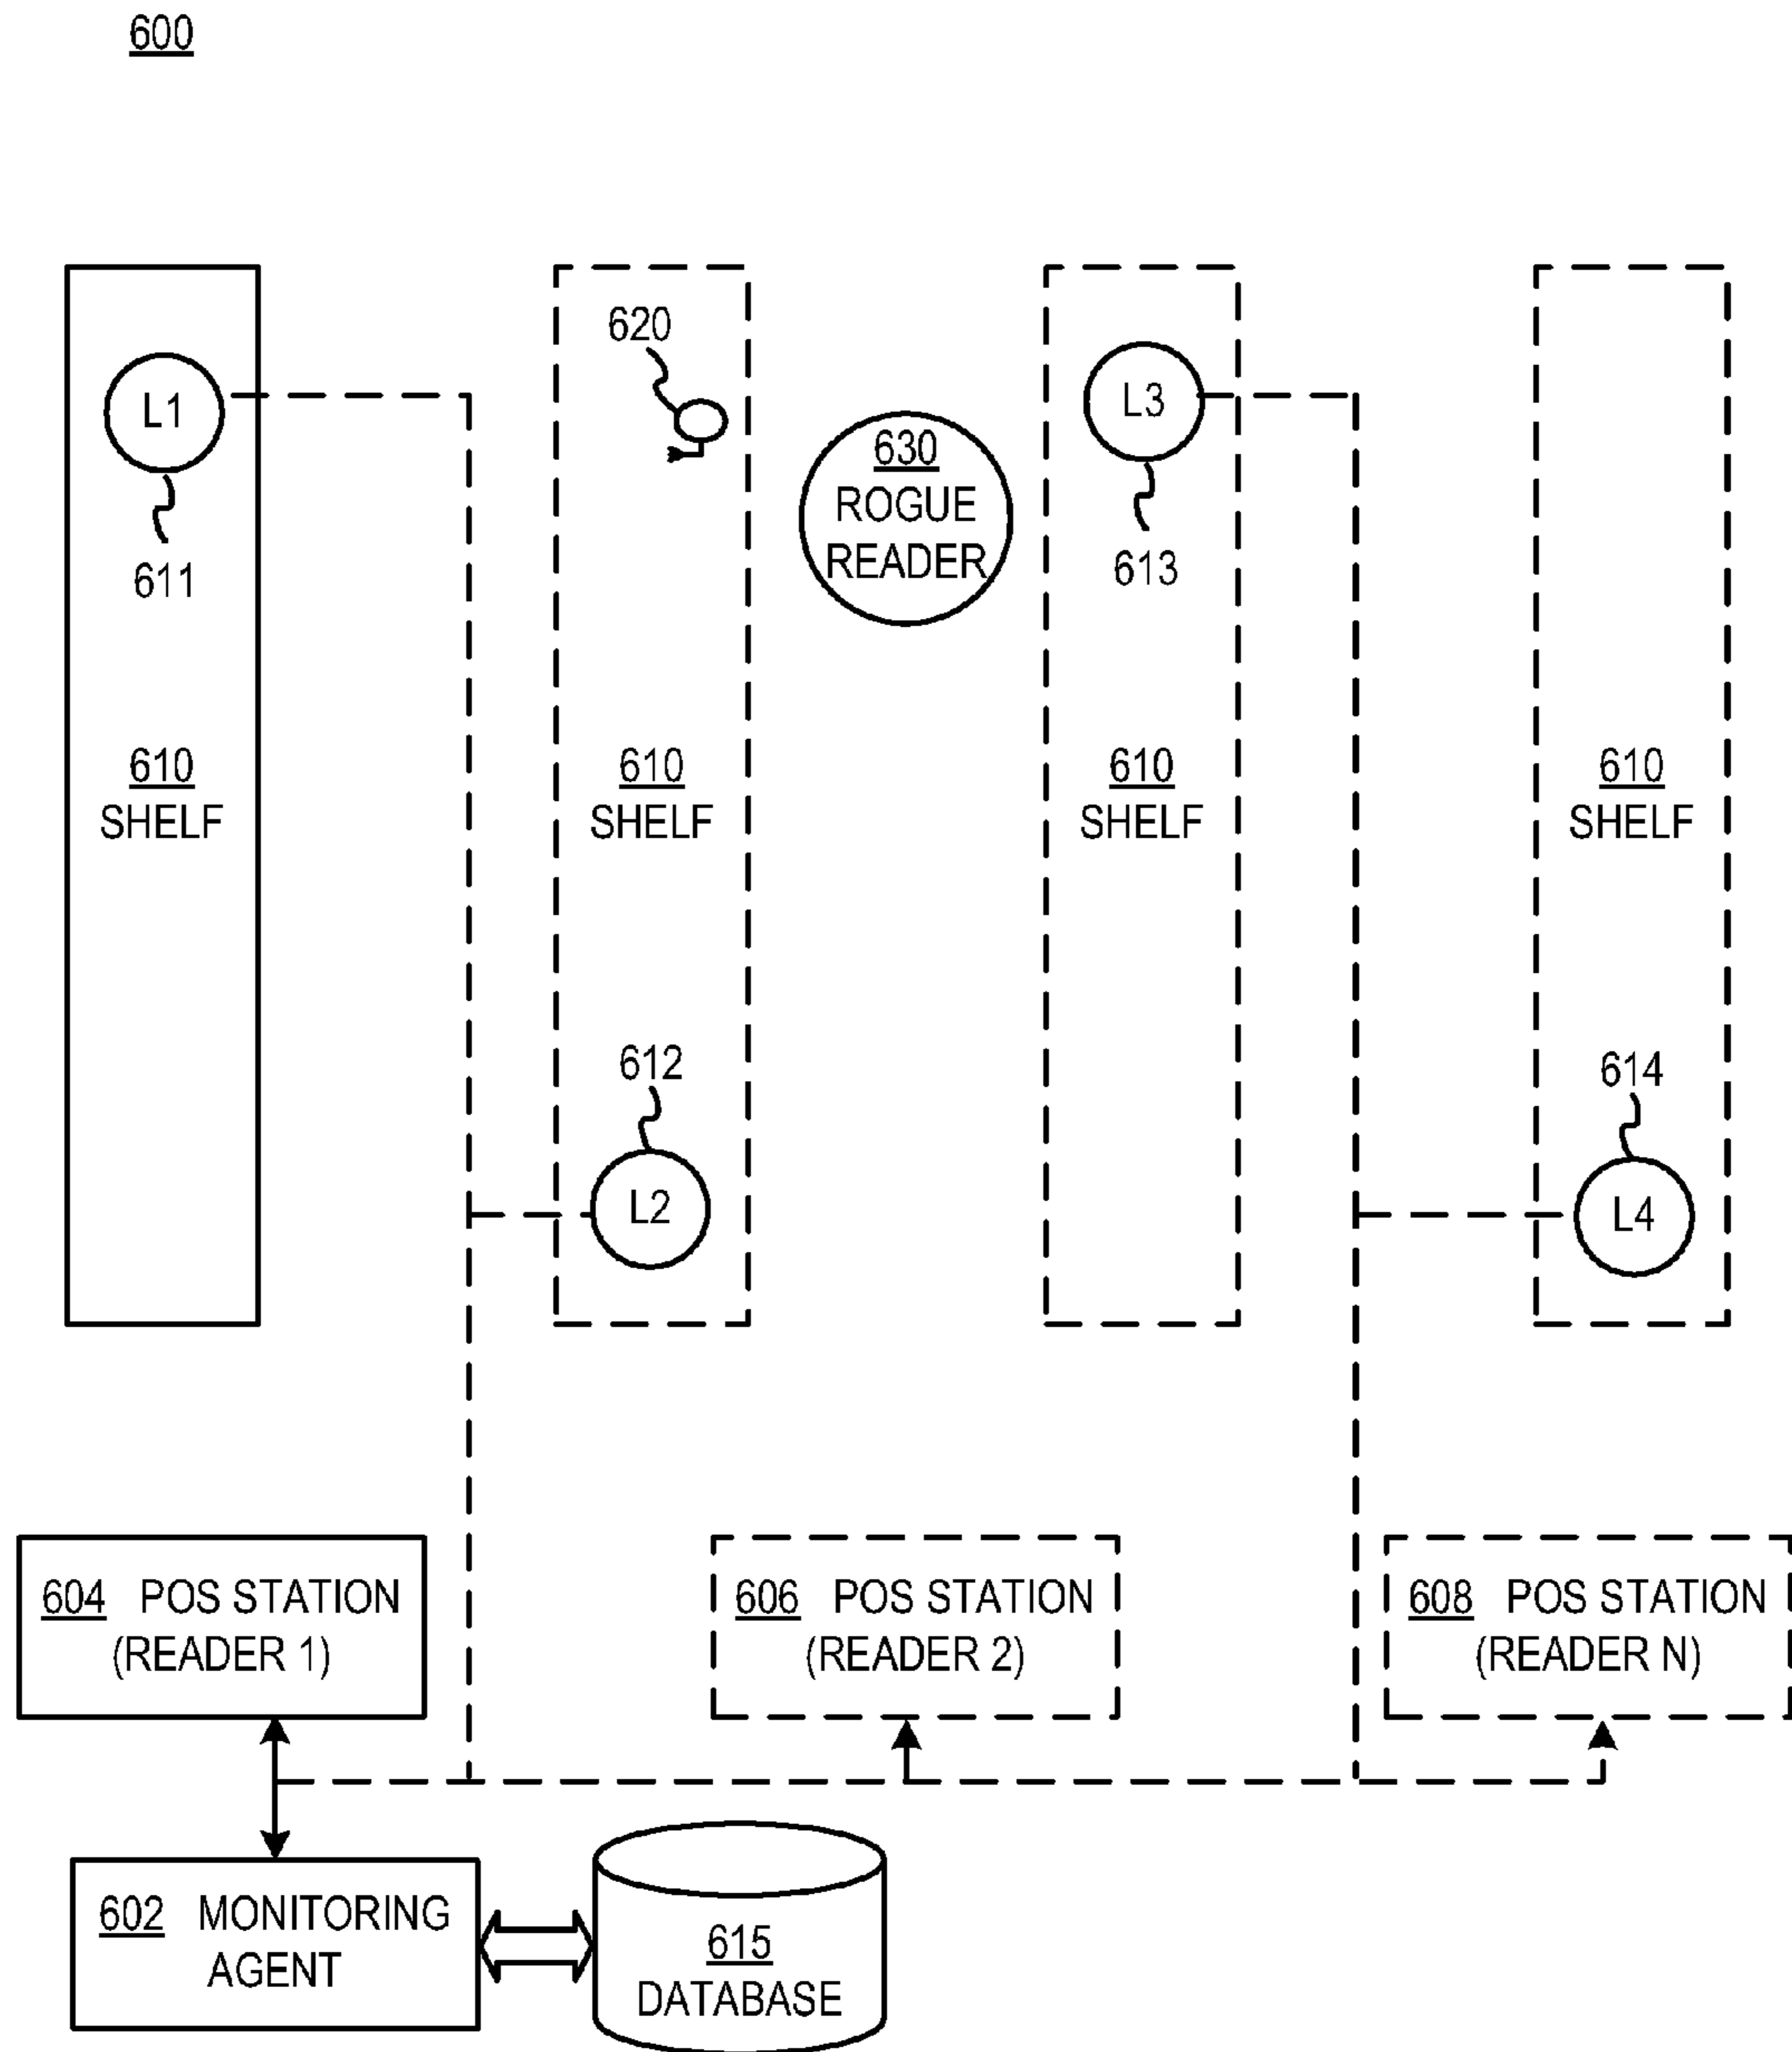 600
620
L1
L3
630
ROGUE
READER
611
613
610
SHELF
610
SHELF
610
SHELF
610
SHELF
612
614
L2
L4
604 POS STATION
(READER 1)
606 POS STATION
(READER 2)
608 POS STATION
(READER N)
602 MONITORING
AGENT
615
DATABASE